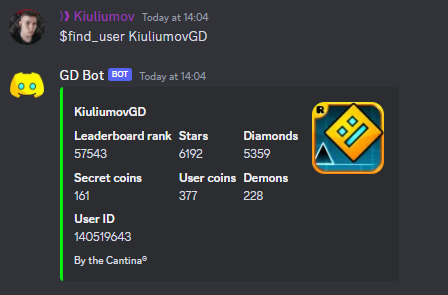 Kiuliumov Today at 14:04
$find_user KiuliumovGD
GD Bot BOT Today at 14:04
KiuliumovGD
Leaderboard rank Stars Diamonds
57543 6192 5359
Secret coins User coins Demons
161 377 228
User ID
140519643
By the Cantina®
R